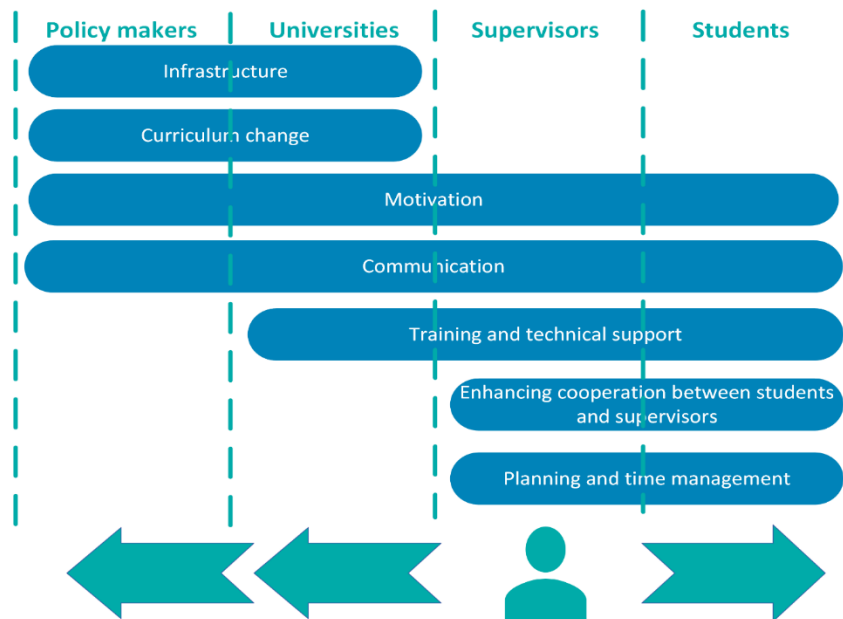 Policy makers Universities Supervisors Students
Infrastructure
Curriculum change
Motivation
Communication
Training and technical support
Enhancing cooperation between students
and supervisors
Planning and time management